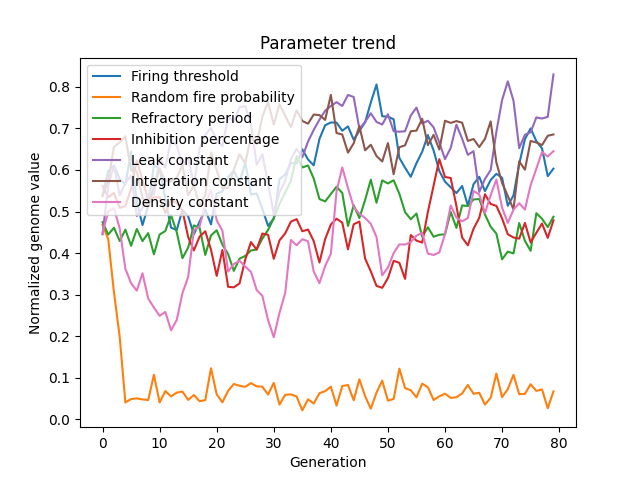 Parameter trend
Firing threshold
Random fire probability
Refractory period
Inhibition percentage
Leak constant
Integration constant
Density constant
Normalized genome value
0.8
0.7
0.6
0.5
0.4
0.3
0.2
0.1
0.0
0 10 20 30 40 50 60 70 80
Generation